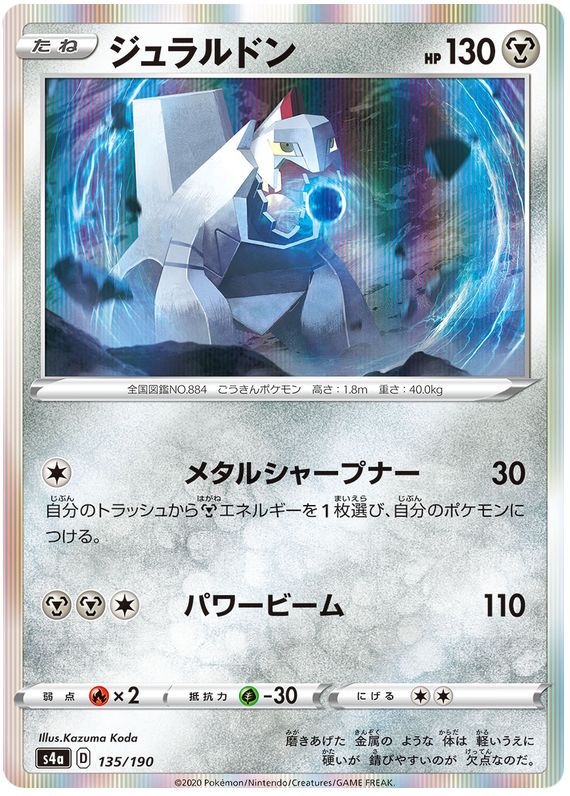 たね ジュラルドン HP 130
全国図鑑NO.884 ごうきんポケモン 高さ:1.8m 重さ:40.0kg
メタルシャープナー 30
自分のトラッシュからエネルギーを1枚選び、自分のポケモンに
つける。
パワービーム 110
弱点 ×2 抵抗力 -30 にげる
Illus.Kazuma Koda
s4a D 135/190
磨きあげた 金属の ような 体は 軽いうえに
硬いが さびやすいのが 欠点なのだ。
©2020 Pokémon/Nintendo/Creatures/GAME FREAK.